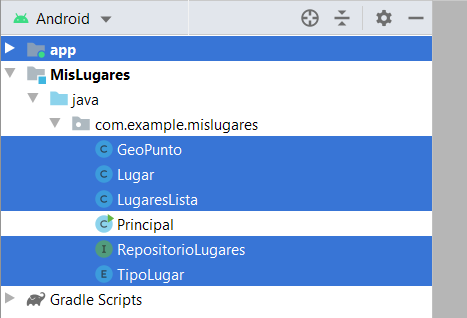 Android
app
MisLugares
java
com.example.mislugares
C GeoPunto
C Lugar
C LugaresLista
C Principal
I RepositorioLugares
E TipoLugar
Gradle Scripts